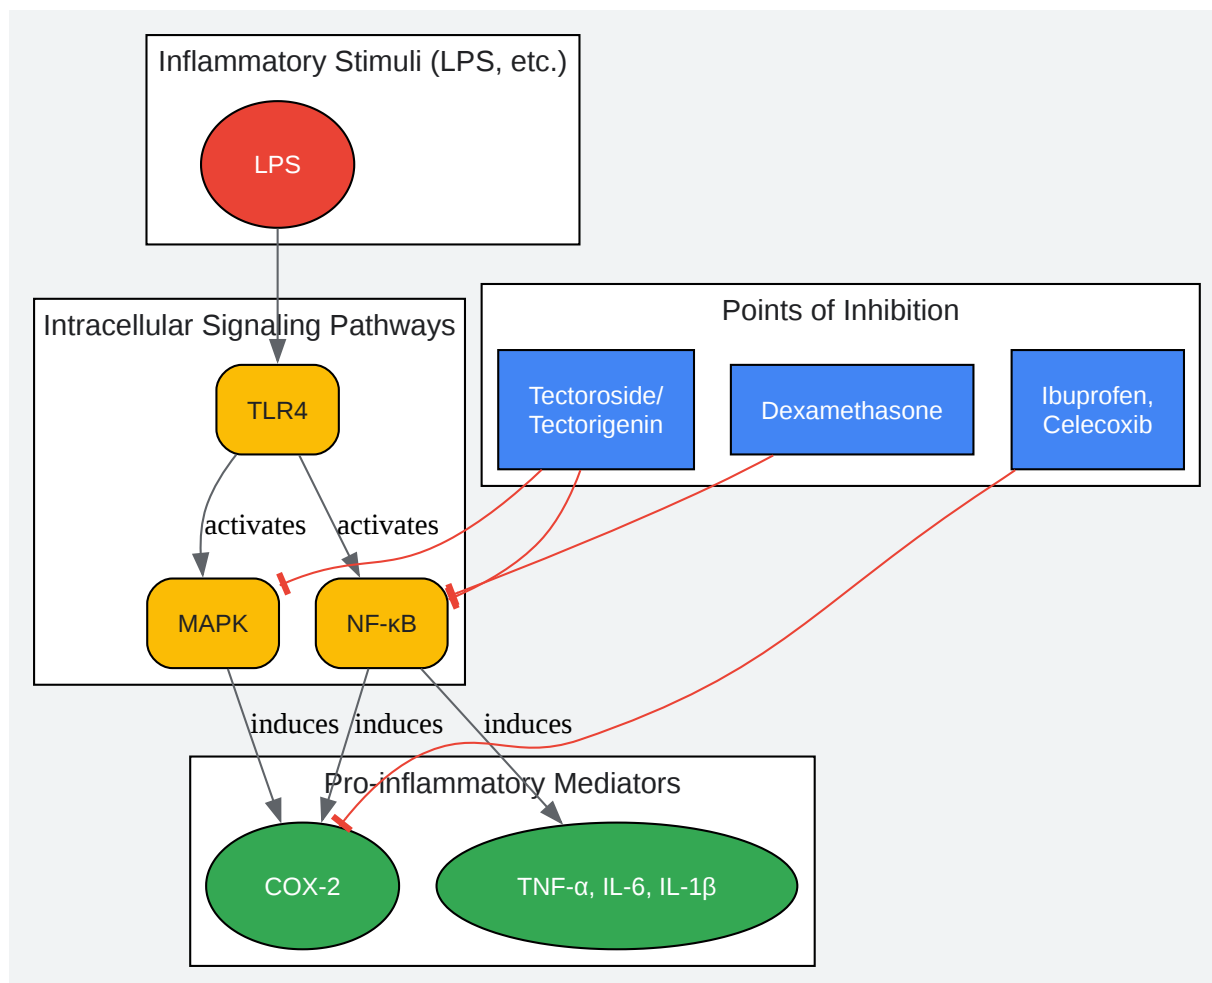 Inflammatory Stimuli (LPS, etc.)
LPS
Intracellular Signaling Pathways
TLR4
Points of Inhibition
Tectoroside/
Tectorigenin
Dexamethasone
Ibuprofen,
Celecoxib
activates
activates
MAPK
NF-κB
induces
induces
induces
Pro-inflammatory Mediators
COX-2
TNF-α, IL-6, IL-1β